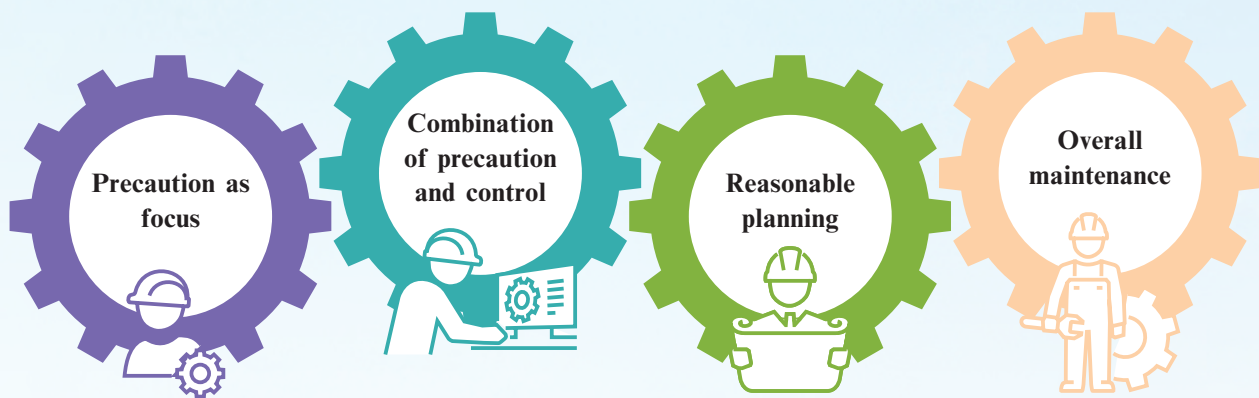 Precaution as
focus
Combination
of precaution
and control
Reasonable
planning
Overall
maintenance